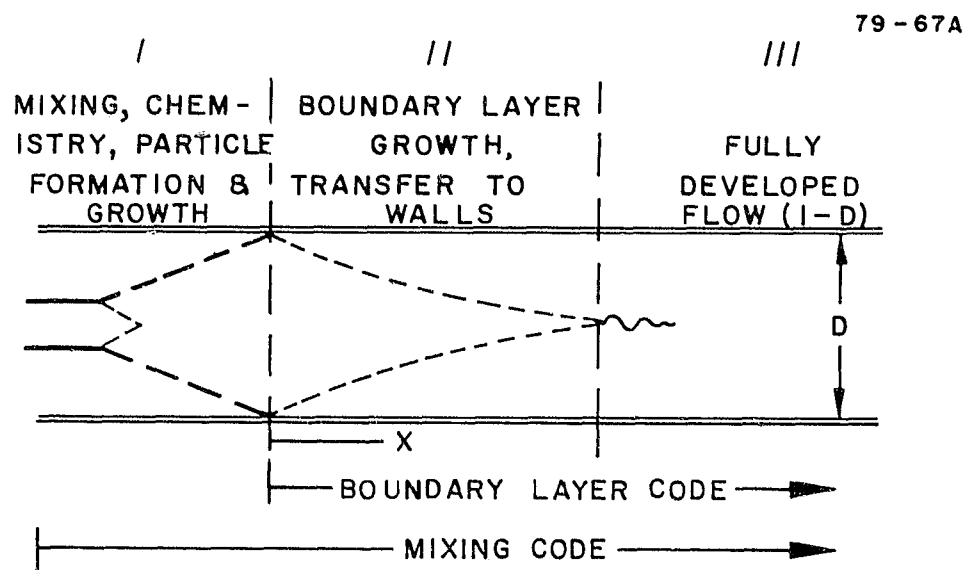 79-67A
I
II
III
MIXING, CHEM-
ISTRY, PARTICLE
FORMATION &
GROWTH
BOUNDARY LAYER
GROWTH,
TRANSFER TO
WALLS
FULLY
DEVELOPED
FLOW (I-D)
D
X
BOUNDARY LAYER CODE
MIXING CODE